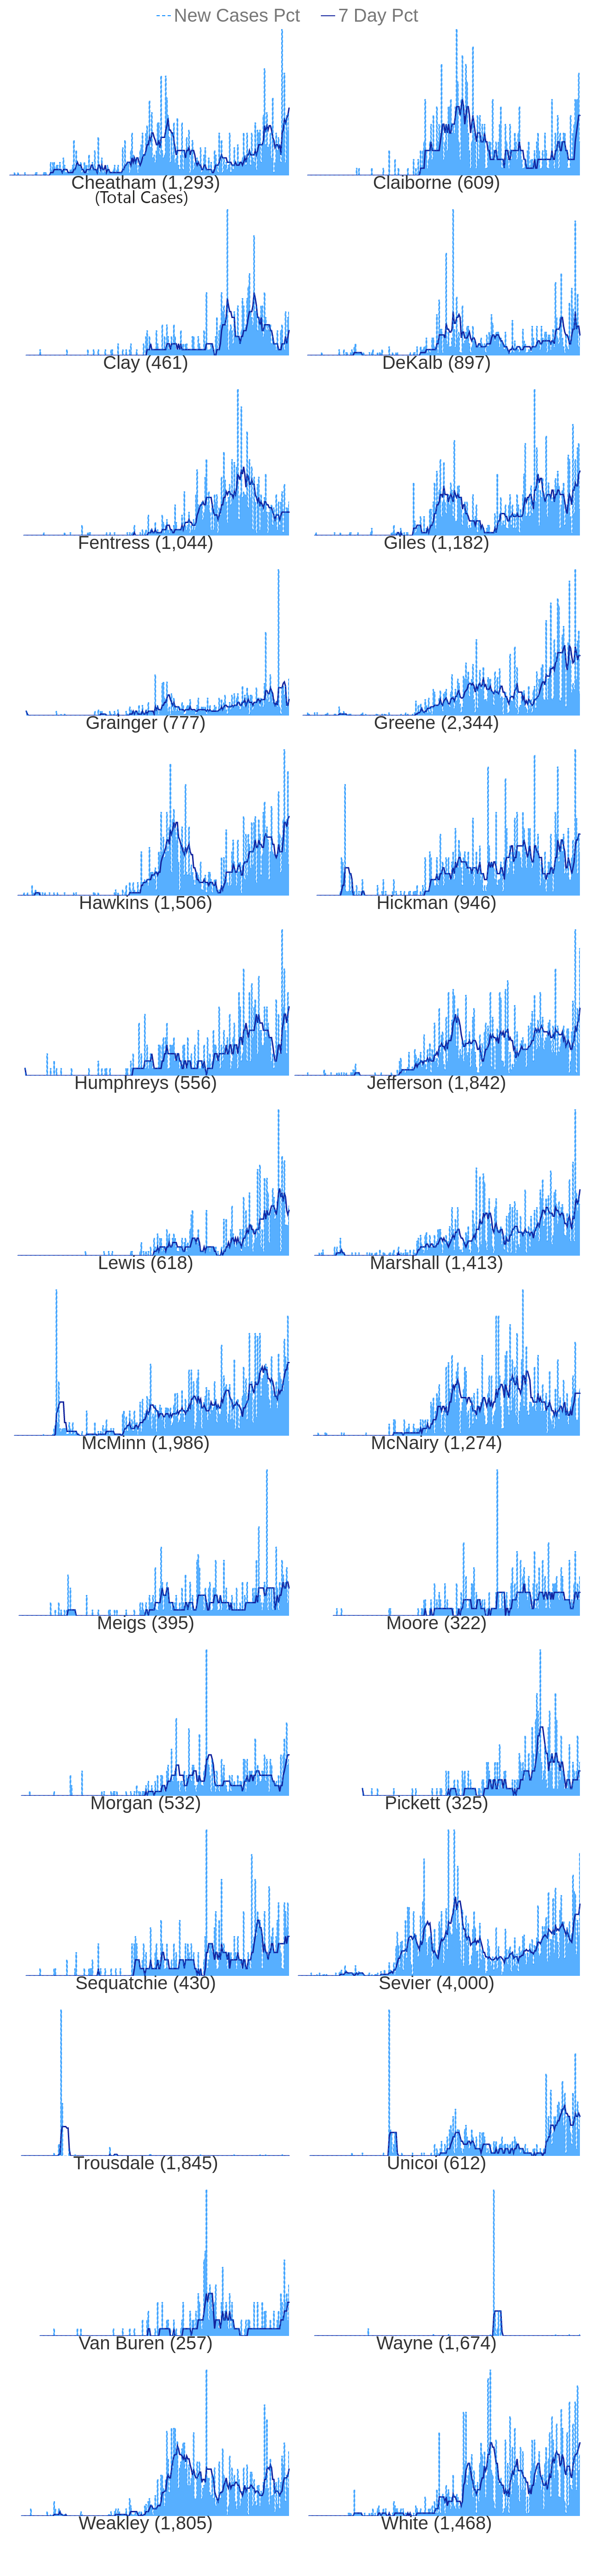 New Cases Pct 7 Day Pct
Cheatham (1,293) Claiborne (609)
(Total Cases)
Clay (461) DeKalb (897)
Fentress (1,044) Giles (1,182)
Grainger (777) Greene (2,344)
Hawkins (1,506) Hickman (946)
Humphreys (556) Jefferson (1,842)
Lewis (618) Marshall (1,413)
McMinn (1,986) McNairy (1,274)
Meigs (395) Moore (322)
Morgan (532) Pickett (325)
Sequatchie (430) Sevier (4,000)
Trousdale (1,845) Unicoi (612)
Van Buren (257) Wayne (1,674)
Weakley (1,805) White (1,468)